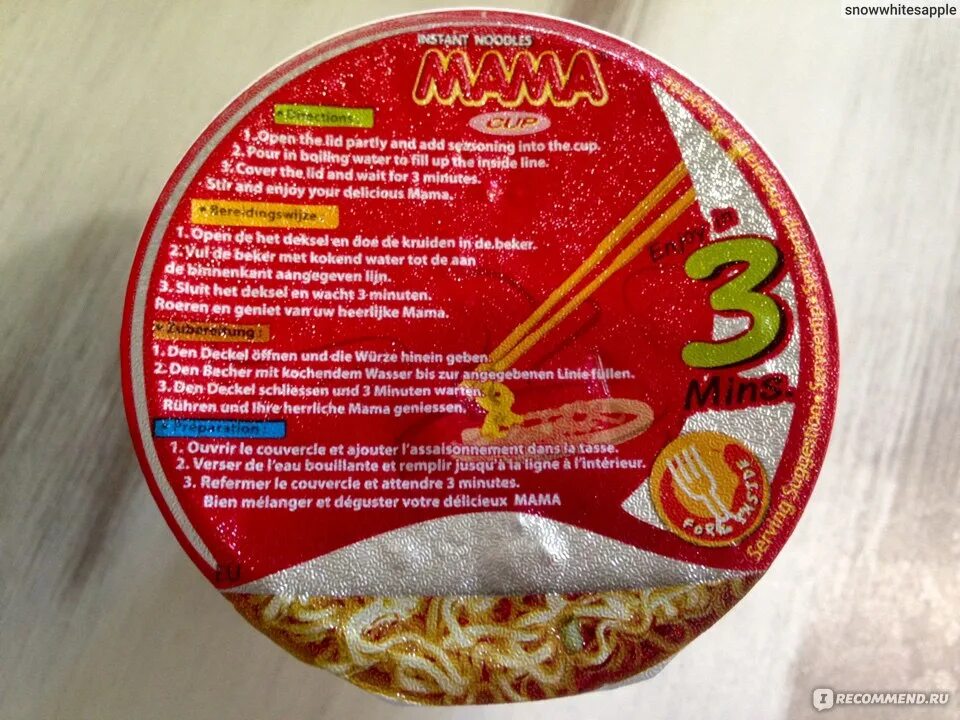 snowwhitesapple
INSTANT NOODLES
MAMA
CUP
• Directions:
1. Open the lid partly and add seasoning into the cup.
2. Pour in boiling water to fill up the inside line.
3. Cover the lid and wait for 3 minutes.
Stir and enjoy your delicious Mama.
• Bereidingswijze :
1. Open de het deksel en doe de kruiden in de beker.
2. Vul de beker met kokend water tot de aan
de binnenkant aangegeven lijn.
3. Sluit het deksel en wacht 3 minuten.
Roeren en geniet van uw heerlijke Mama.
• Zubereitung :
1. Den Deckel öffnen und die Würze hinein geben.
2. Den Becher mit kochendem Wasser bis zur angegebenen Linie füllen.
3. Den Deckel schliessen und 3 Minuten warten.
Rühren und Ihre herrliche Mama geniessen.
• Préparation :
1. Ouvrir le couvercle et ajouter l'assaisonnement dans la tasse.
2. Verser de l'eau bouillante et remplir jusqu'à la ligne à l'intérieur.
3. Refermer le couvercle et attendre 3 minutes.
Bien mélanger et déguster votre délicieux MAMA
EU
Enjoy in
3
Mins.
FORK INSIDE
Serving Suggestion •
IRECOMMEND.RU